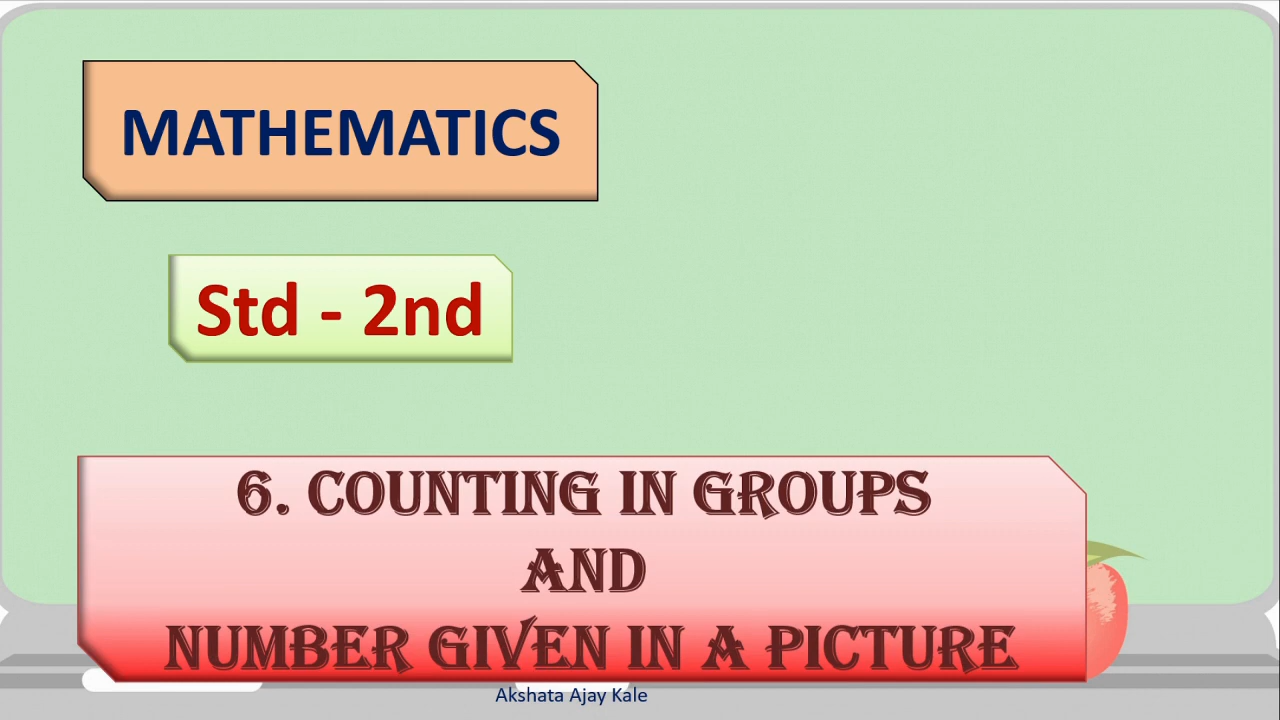 MATHEMATICS
Std - 2nd
6. COUNTING IN GROUPS
AND
NUMBER GIVEN IN A PICTURE
Akshata Ajay Kale